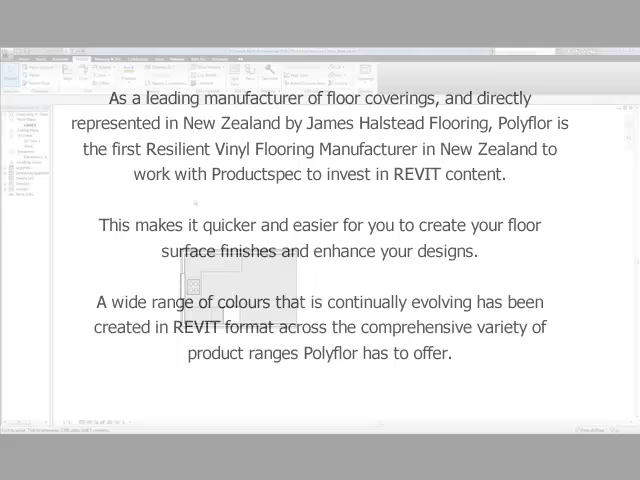 As a leading manufacturer of floor coverings, and directly
represented in New Zealand by James Halstead Flooring, Polyflor is
the first Resilient Vinyl Flooring Manufacturer in New Zealand to
work with Productspec to invest in REVIT content.
This makes it quicker and easier for you to create your floor
surface finishes and enhance your designs.
A wide range of colours that is continually evolving has been
created in REVIT format across the comprehensive variety of
product ranges Polyflor has to offer.